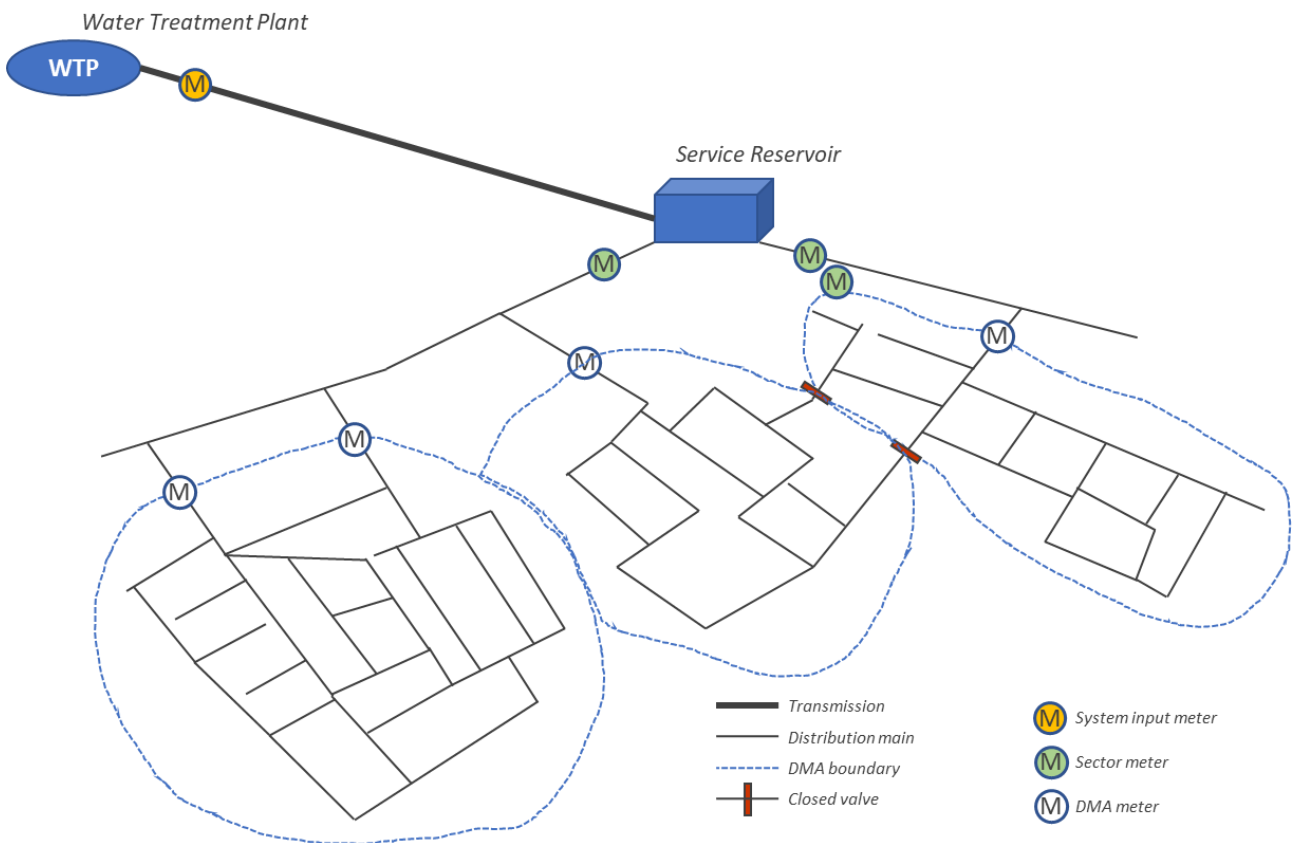 Water Treatment Plant
WTP
M
Service Reservoir
M
M
M
M
M
M
M
Transmission
Distribution main
DMA boundary
Closed valve
M
System input meter
M
Sector meter
M
DMA meter